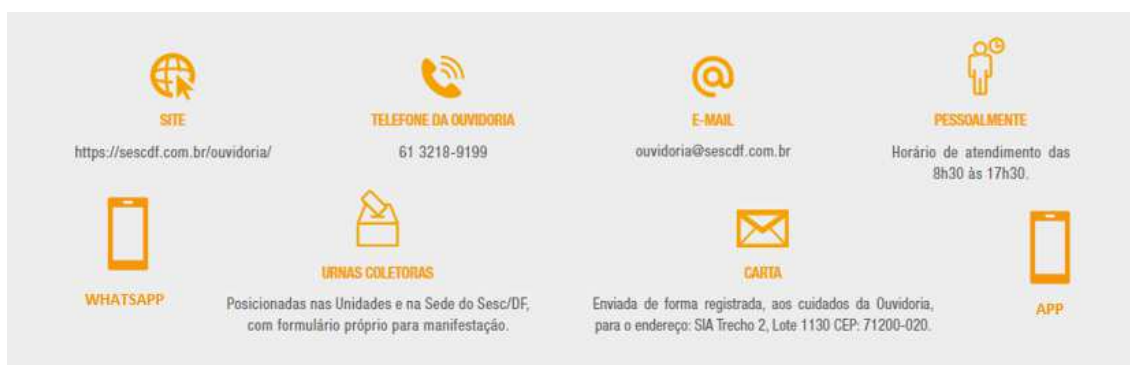 SITE
https://sescdf.com.br/ouvidoria/
TELEFONE DA OUVIDORIA
61 3218-9199
E-MAIL
ouvidoria@sescdf.com.br
PESSOALMENTE
Horário de atendimento das
8h30 às 17h30.
WHATSAPP
URNAS COLETORAS
Posicionadas nas Unidades e na Sede do Sesc/DF,
com formulário próprio para manifestação.
CARTA
Enviada de forma registrada, aos cuidados da Ouvidoria,
para o endereço: SIA Trecho 2, Lote 1130 CEP: 71200-020.
APP